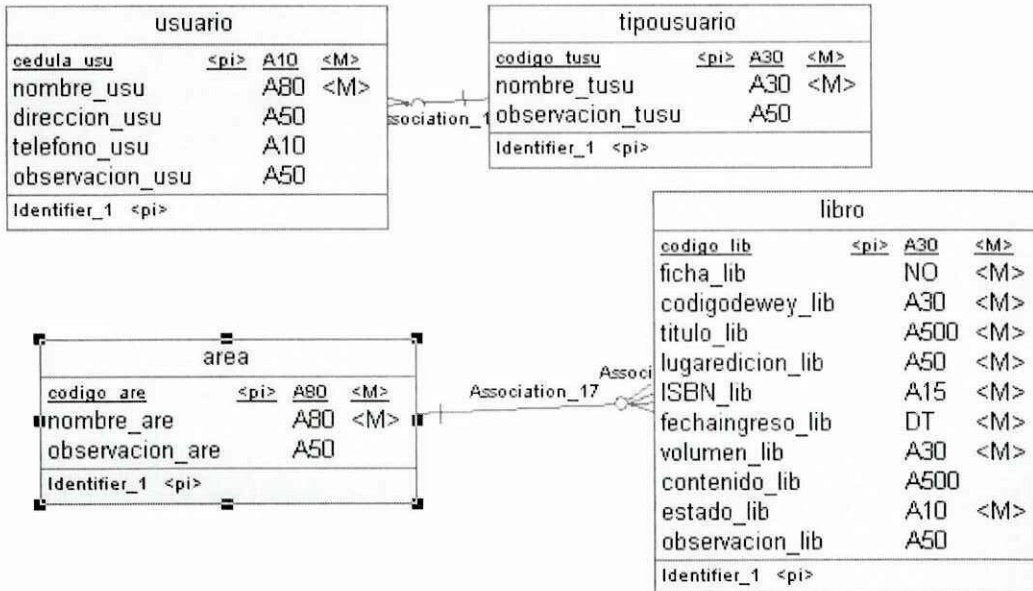 usuario
cedula_usu <pi> A10 <M>
nombre_usu A80 <M>
direccion_usu A50
telefono_usu A10
observacion_usu A50
Identifier_1 <pi>
tipousuario
codigo_tusu <pi> A30 <M>
nombre_tusu A30 <M>
observacion_tusu A50
Identifier_1 <pi>
ssociation_1
libro
codigo_lib <pi> A30 <M>
ficha_lib NO <M>
codigodewey_lib A30 <M>
titulo_lib A500 <M>
lugaredicion_lib A50 <M>
ISBN_lib A15 <M>
fechaingreso_lib DT <M>
volumen_lib A30 <M>
contenido_lib A500
estado_lib A10 <M>
observacion_lib A50
Identifier_1 <pi>
area
codigo_are <pi> A80 <M>
nombre_are A80 <M>
observacion_are A50
Identifier_1 <pi>
Association_17
Associ